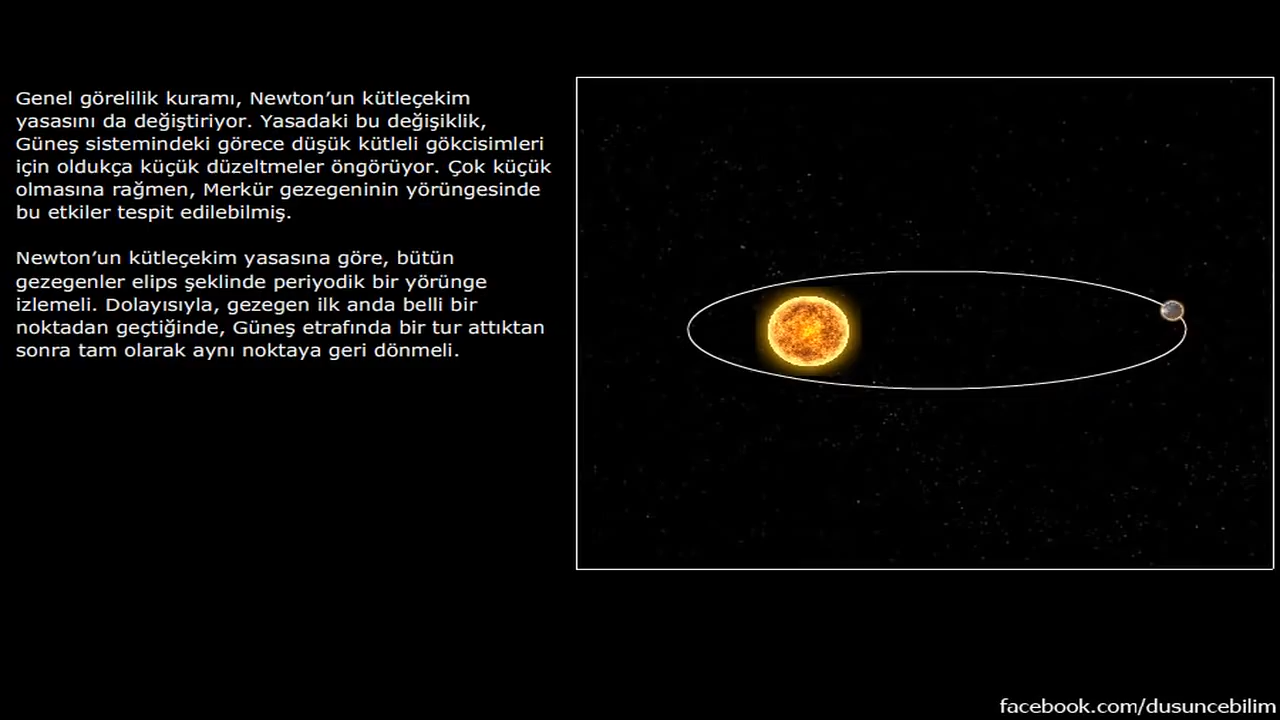 Genel görelilik kuramı, Newton’un kütleçekim
yasasını da değiştiriyor. Yasadaki bu değişiklik,
Güneş sistemindeki görece düşük kütleli gökcisimleri
için oldukça küçük düzeltmeler öngörüyor. Çok küçük
olmasına rağmen, Merkür gezegeninin yörüngesinde
bu etkiler tespit edilebilmiş.
Newton’un kütleçekim yasasına göre, bütün
gezegenler elips şeklinde periyodik bir yörünge
izlemeli. Dolayısıyla, gezegen ilk anda belli bir
noktadan geçtiğinde, Güneş etrafında bir tur attıktan
sonra tam olarak aynı noktaya geri dönmeli.
facebook.com/dusuncebilim